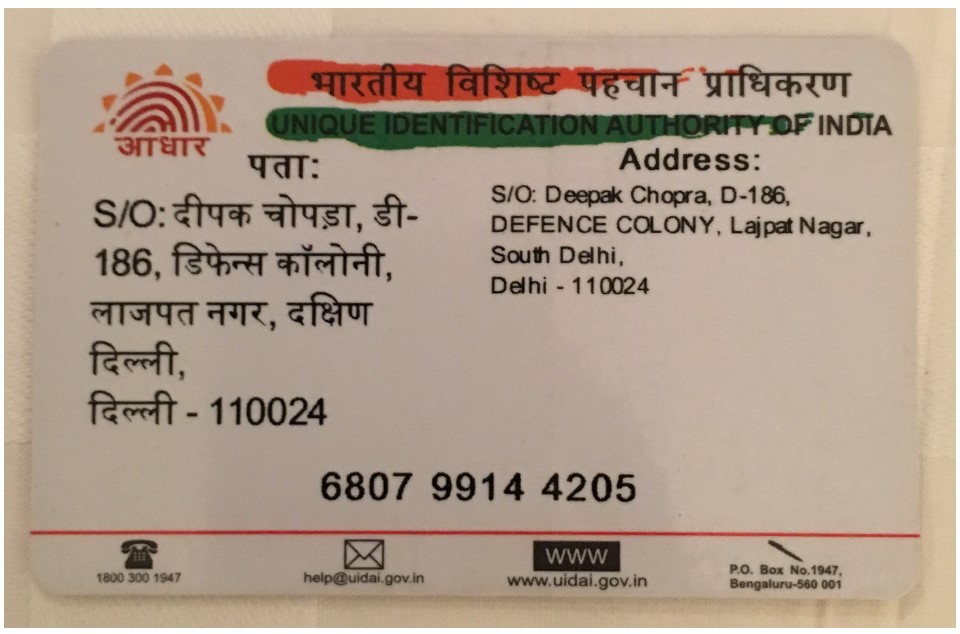 भारतीय विशिष्ट पहचान प्राधिकरण
UNIQUE IDENTIFICATION AUTHORITY OF INDIA
आधार
पता:
S/O: दीपक चोपड़ा, डी-
186, डिफेन्स कॉलोनी,
लाजपत नगर, दक्षिण
दिल्ली,
दिल्ली - 110024
Address:
S/O: Deepak Chopra, D-186,
DEFENCE COLONY, Lajpat Nagar,
South Delhi,
Delhi - 110024
6807 9914 4205
1800 300 1947
help@uidai.gov.in
WWW
www.uidai.gov.in
P.O. Box No.1947,
Bengaluru-560 001